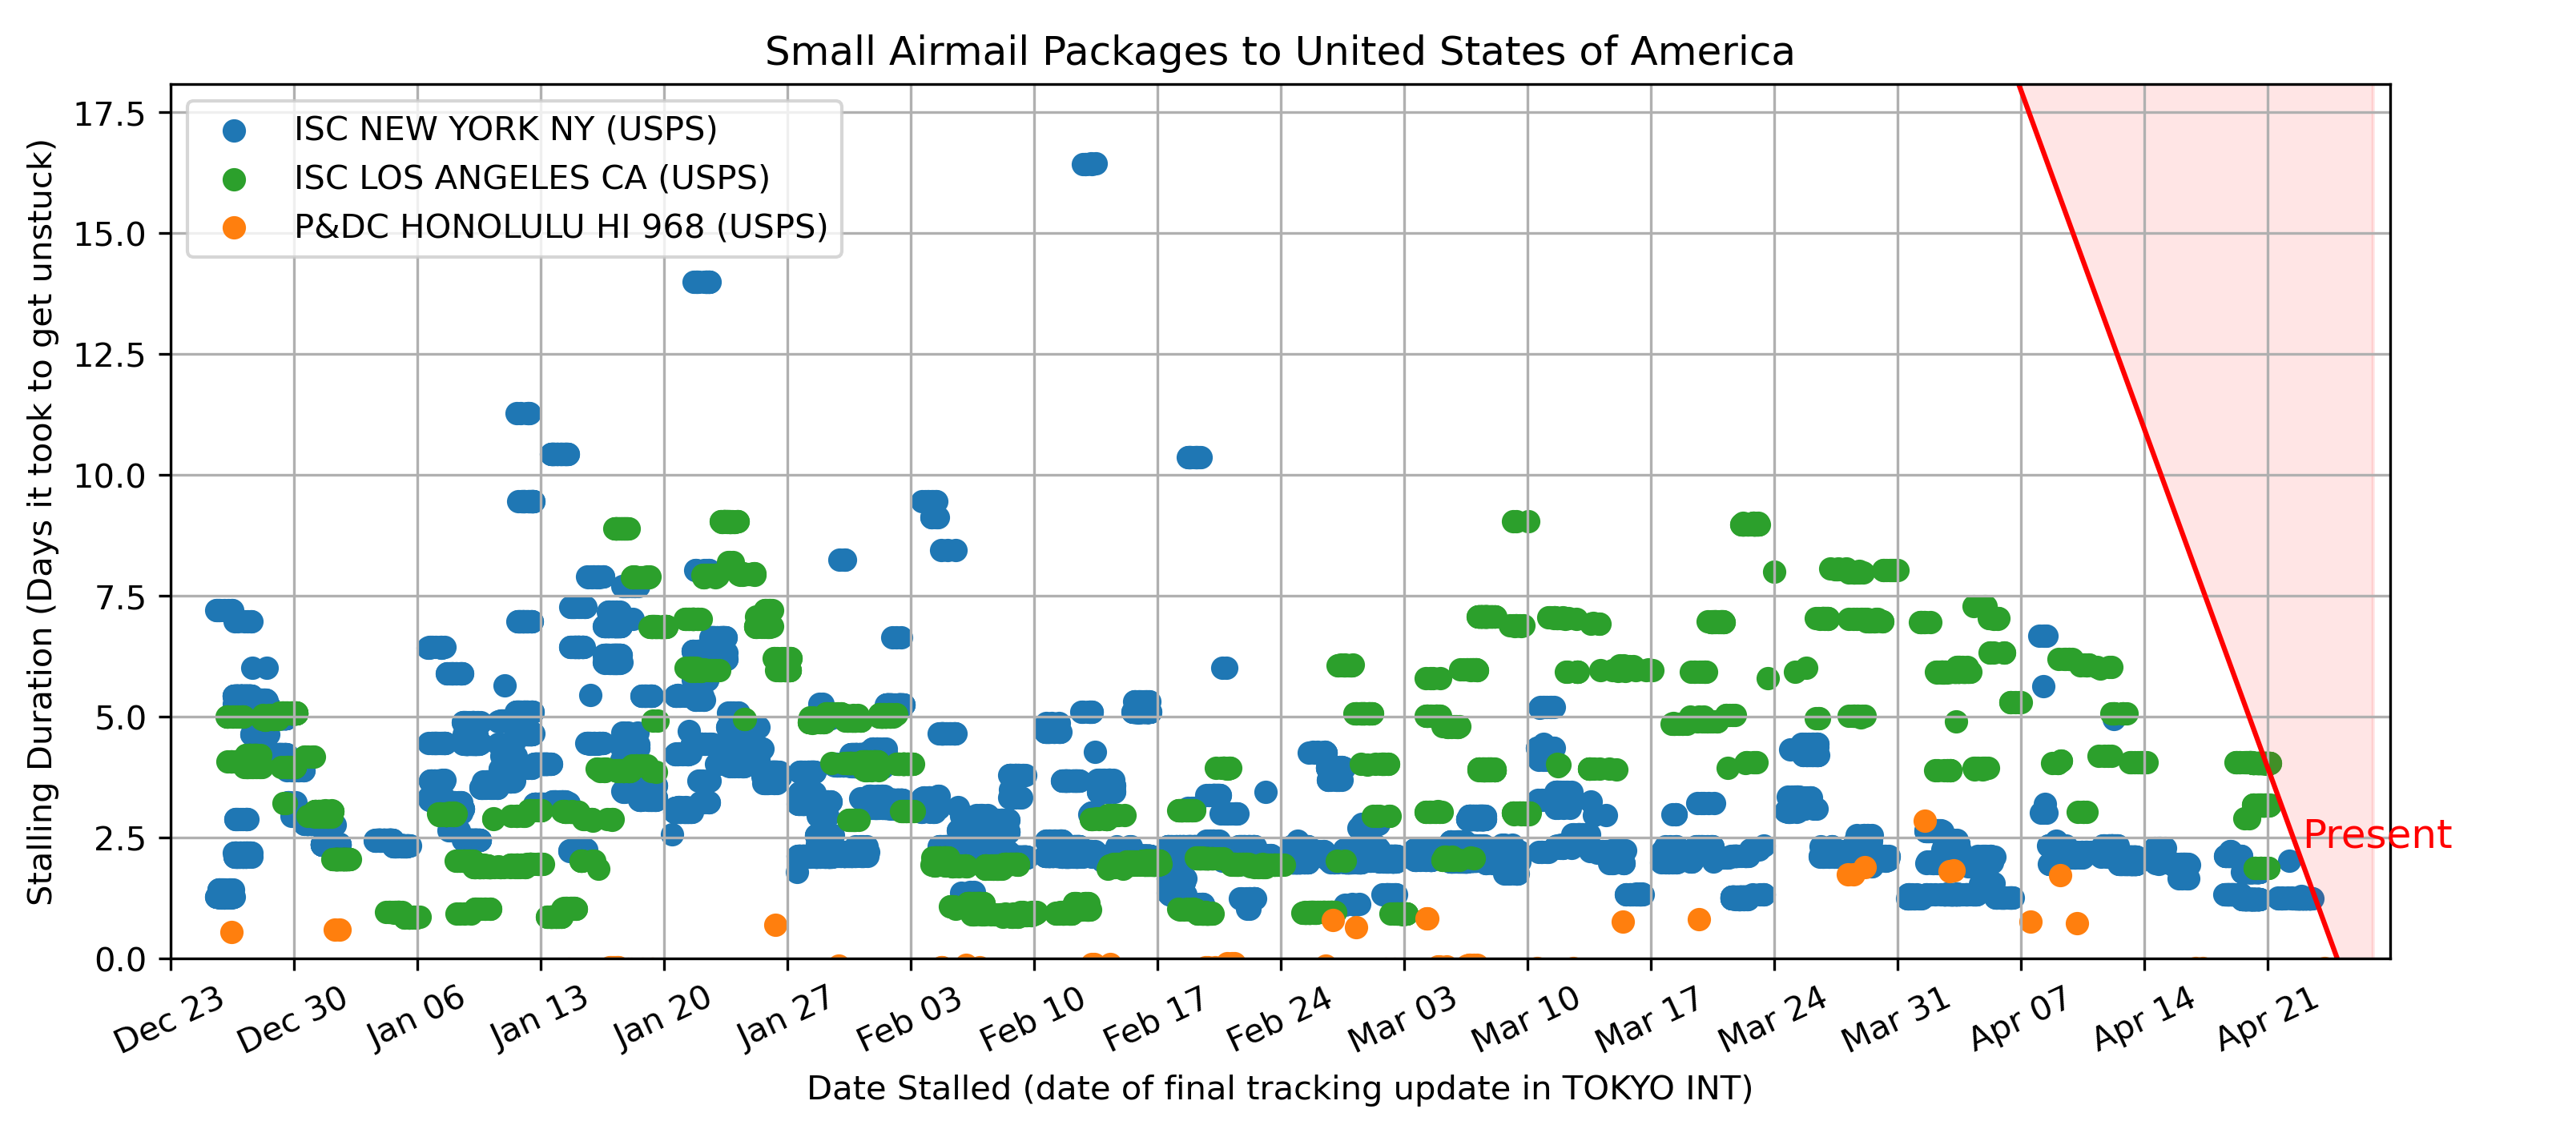 Small Airmail Packages to United States of America
ISC NEW YORK NY (USPS)
ISC LOS ANGELES CA (USPS)
P&DC HONOLULU HI 968 (USPS)
Stalling Duration (Days it took to get unstuck)
17.5
15.0
12.5
10.0
7.5
5.0
2.5
0.0
Present
Dec 23
Dec 30
Jan 06
Jan 13
Jan 20
Jan 27
Feb 03
Feb 10
Feb 17
Feb 24
Mar 03
Mar 10
Mar 17
Mar 24
Mar 31
Apr 07
Apr 14
Apr 21
Date Stalled (date of final tracking update in TOKYO INT)